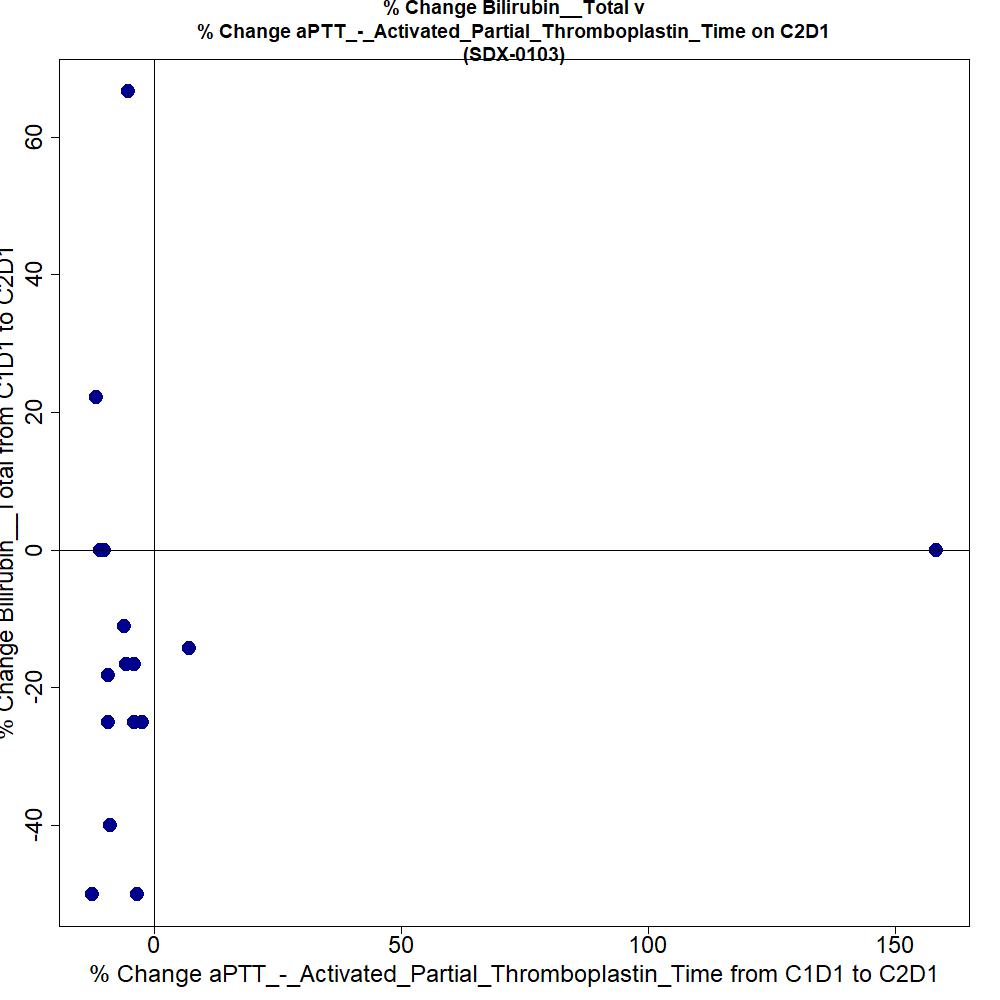 % Change Bilirubin__Total v
% Change aPTT_-_Activated_Partial_Thromboplastin_Time on C2D1
(SDX-0103)
% Change Bilirubin__Total from C1D1 to C2D1
60
40
20
0
-20
-40
0 50 100 150
% Change aPTT_-_Activated_Partial_Thromboplastin_Time from C1D1 to C2D1